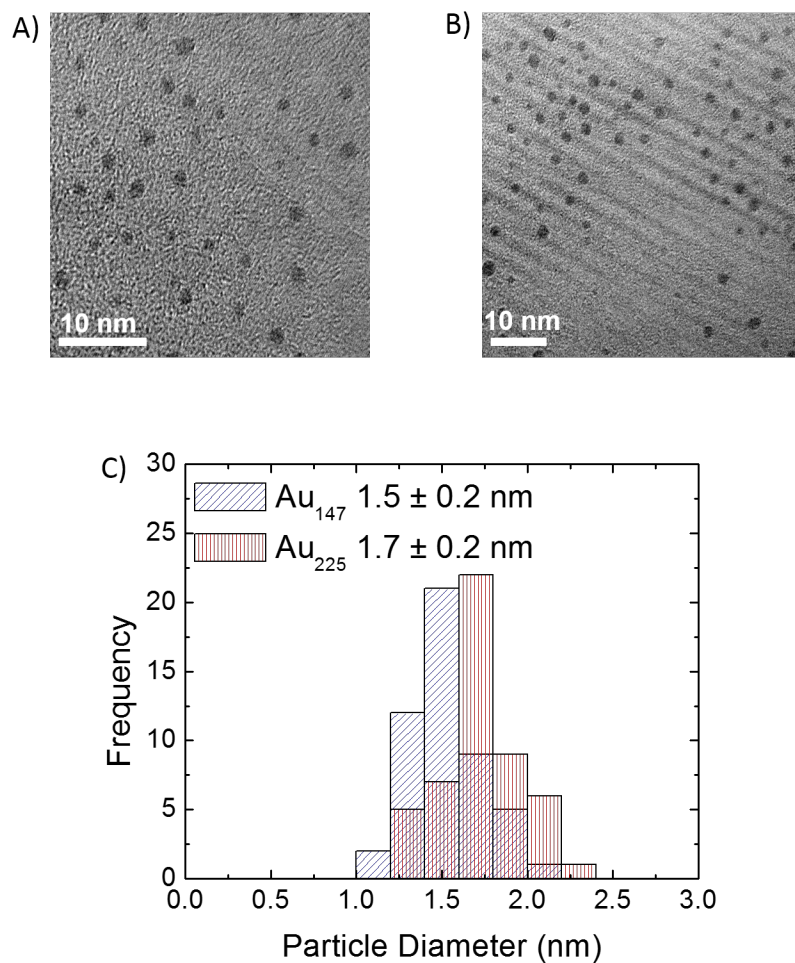 A)
B)
10 nm
10 nm
C)
30
25
20
15
10
5
0
Frequency
Au₁₄₇ 1.5 ± 0.2 nm
Au₂₂₅ 1.7 ± 0.2 nm
0.0 0.5 1.0 1.5 2.0 2.5 3.0
Particle Diameter (nm)